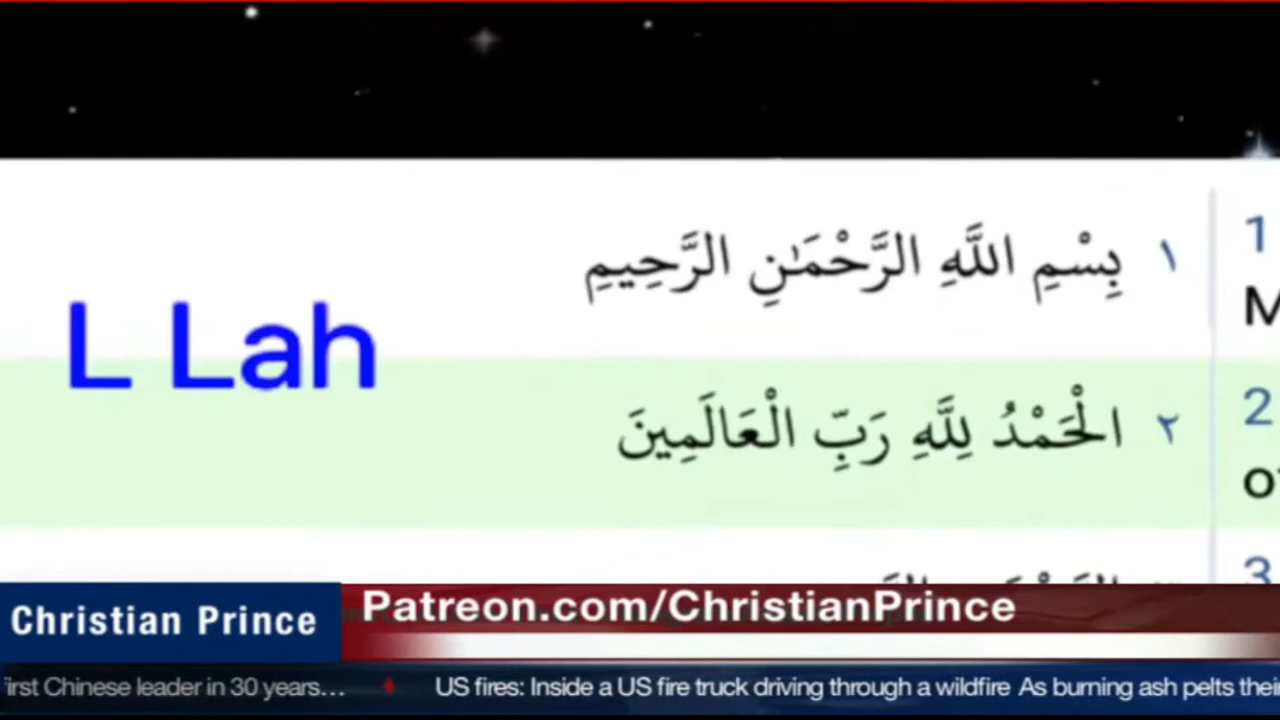 بِسْمِ اللَّهِ الرَّحْمَٰنِ الرَّحِيمِ ١
1
L Lah
الْحَمْدُ لِلَّهِ رَبِّ الْعَالَمِينَ ٢
2
3
Christian Prince
Patreon.com/ChristianPrince
irst Chinese leader in 30 years... ♦ US fires: Inside a US fire truck driving through a wildfire As burning ash pelts their